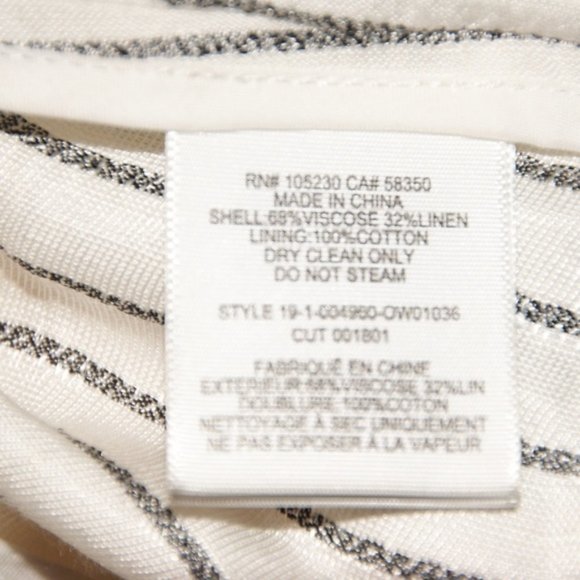 RN# 105230 CA# 58350
MADE IN CHINA
SHELL:68%VISCOSE 32%LINEN
LINING:100%COTTON
DRY CLEAN ONLY
DO NOT STEAM
STYLE 19-1-004960-OW01036
CUT 001801
FABRIQUÉ EN CHINE
EXTERIEUR:68%VISCOSE 32%LIN
DOUBLURE:100%COTON
NETTOYAGE À SEC UNIQUEMENT
NE PAS EXPOSER À LA VAPEUR